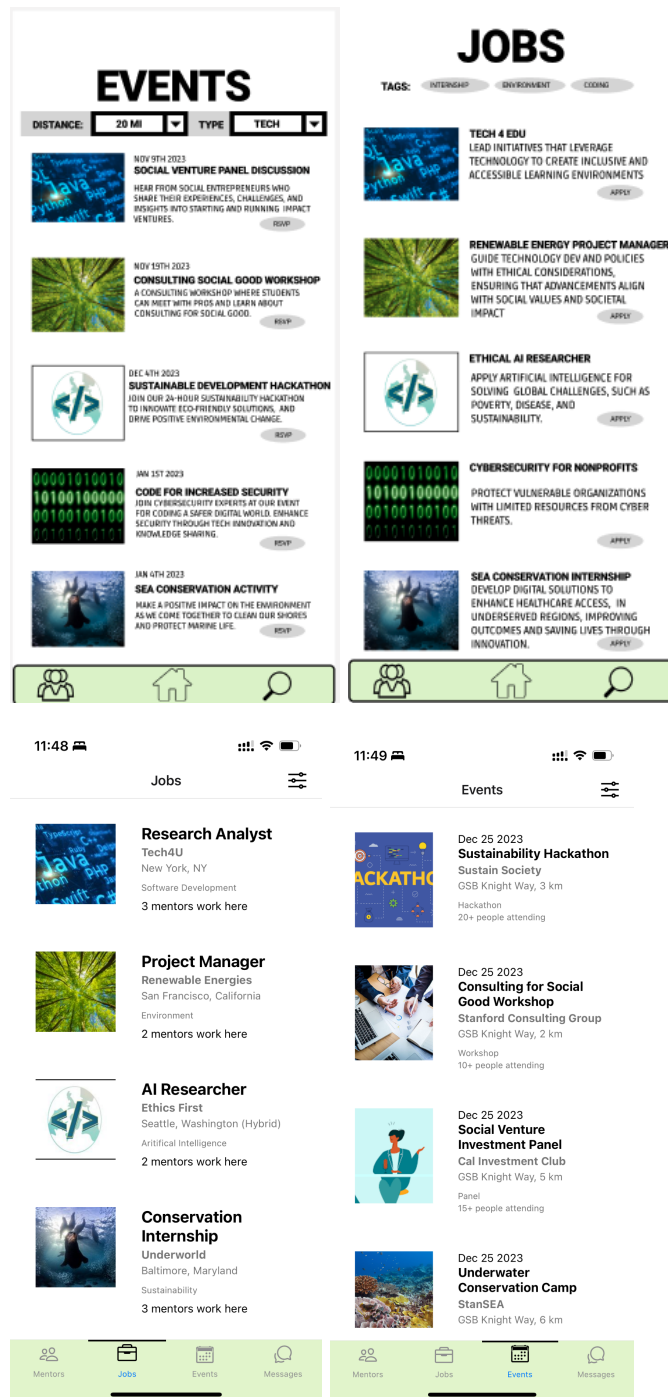 EVENTS
DISTANCE: 20 MI TYPE TECH
NOV 9TH 2023
SOCIAL VENTURE PANEL DISCUSSION
HEAR FROM SOCIAL ENTREPRENEURS WHO
SHARE THEIR EXPERIENCES, CHALLENGES, AND
INSIGHTS INTO STARTING AND RUNNING IMPACT
VENTURES.
RSVP
NOV 19TH 2023
CONSULTING SOCIAL GOOD WORKSHOP
A CONSULTING WORKSHOP WHERE STUDENTS
CAN MEET WITH PROS AND LEARN ABOUT
CONSULTING FOR SOCIAL GOOD.
RSVP
DEC 4TH 2023
SUSTAINABLE DEVELOPMENT HACKATHON
JOIN OUR 24-HOUR SUSTAINABILITY HACKATHON
TO INNOVATE ECO-FRIENDLY SOLUTIONS, AND
DRIVE POSITIVE ENVIRONMENTAL CHANGE.
RSVP
</>
JAN 1ST 2023
CODE FOR INCREASED SECURITY
JOIN CYBERSECURITY EXPERTS AT OUR EVENT
FOR CODING A SAFER DIGITAL WORLD. ENHANCE
SECURITY THROUGH TECH INNOVATION AND
KNOWLEDGE SHARING.
RSVP
JAN 4TH 2023
SEA CONSERVATION ACTIVITY
MAKE A POSITIVE IMPACT ON THE ENVIRONMENT
AS WE COME TOGETHER TO CLEAN OUR SHORES
AND PROTECT MARINE LIFE.
RSVP
JOBS
TAGS: INTERNSHIP ENVIRONMENT CODING
TECH 4 EDU
LEAD INITIATIVES THAT LEVERAGE
TECHNOLOGY TO CREATE INCLUSIVE AND
ACCESSIBLE LEARNING ENVIRONMENTS
APPLY
RENEWABLE ENERGY PROJECT MANAGER
GUIDE TECHNOLOGY DEV AND POLICIES
WITH ETHICAL CONSIDERATIONS,
ENSURING THAT ADVANCEMENTS ALIGN
WITH SOCIAL VALUES AND SOCIETAL
IMPACT
APPLY
ETHICAL AI RESEARCHER
APPLY ARTIFICIAL INTELLIGENCE FOR
SOLVING GLOBAL CHALLENGES, SUCH AS
POVERTY, DISEASE, AND
SUSTAINABILITY.
APPLY
</>
CYBERSECURITY FOR NONPROFITS
PROTECT VULNERABLE ORGANIZATIONS
WITH LIMITED RESOURCES FROM CYBER
THREATS.
APPLY
SEA CONSERVATION INTERNSHIP
DEVELOP DIGITAL SOLUTIONS TO
ENHANCE HEALTHCARE ACCESS, IN
UNDERSERVED REGIONS, IMPROVING
OUTCOMES AND SAVING LIVES THROUGH
INNOVATION.
APPLY
11:48
Jobs
Research Analyst
Tech4U
New York, NY
Software Development
3 mentors work here
Project Manager
Renewable Energies
San Francisco, California
Environment
2 mentors work here
AI Researcher
Ethics First
Seattle, Washington (Hybrid)
Aritifical Intelligence
2 mentors work here
</>
Conservation
Internship
Underworld
Baltimore, Maryland
Sustainability
3 mentors work here
Mentors Jobs Events Messages
11:49
Events
Dec 25 2023
Sustainability Hackathon
Sustain Society
GSB Knight Way, 3 km
Hackathon
20+ people attending
ACKATHO
Dec 25 2023
Consulting for Social
Good Workshop
Stanford Consulting Group
GSB Knight Way, 2 km
Workshop
10+ people attending
Dec 25 2023
Social Venture
Investment Panel
Cal Investment Club
GSB Knight Way, 5 km
Panel
15+ people attending
Dec 25 2023
Underwater
Conservation Camp
StanSEA
GSB Knight Way, 6 km
Mentors Jobs Events Messages